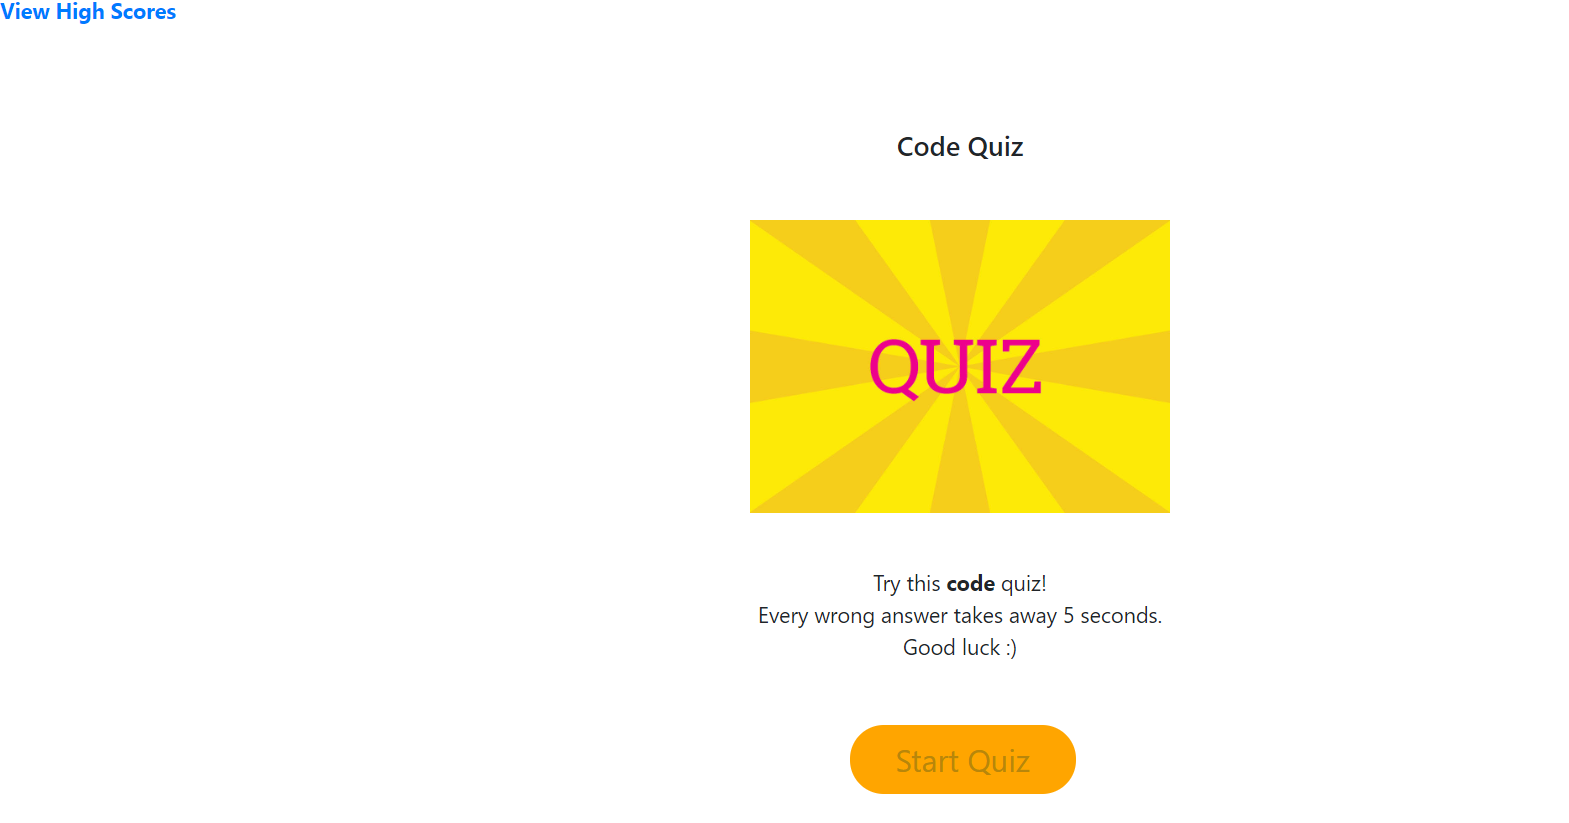 View High Scores
Code Quiz
QUIZ
Try this code quiz!
Every wrong answer takes away 5 seconds.
Good luck :)
Start Quiz